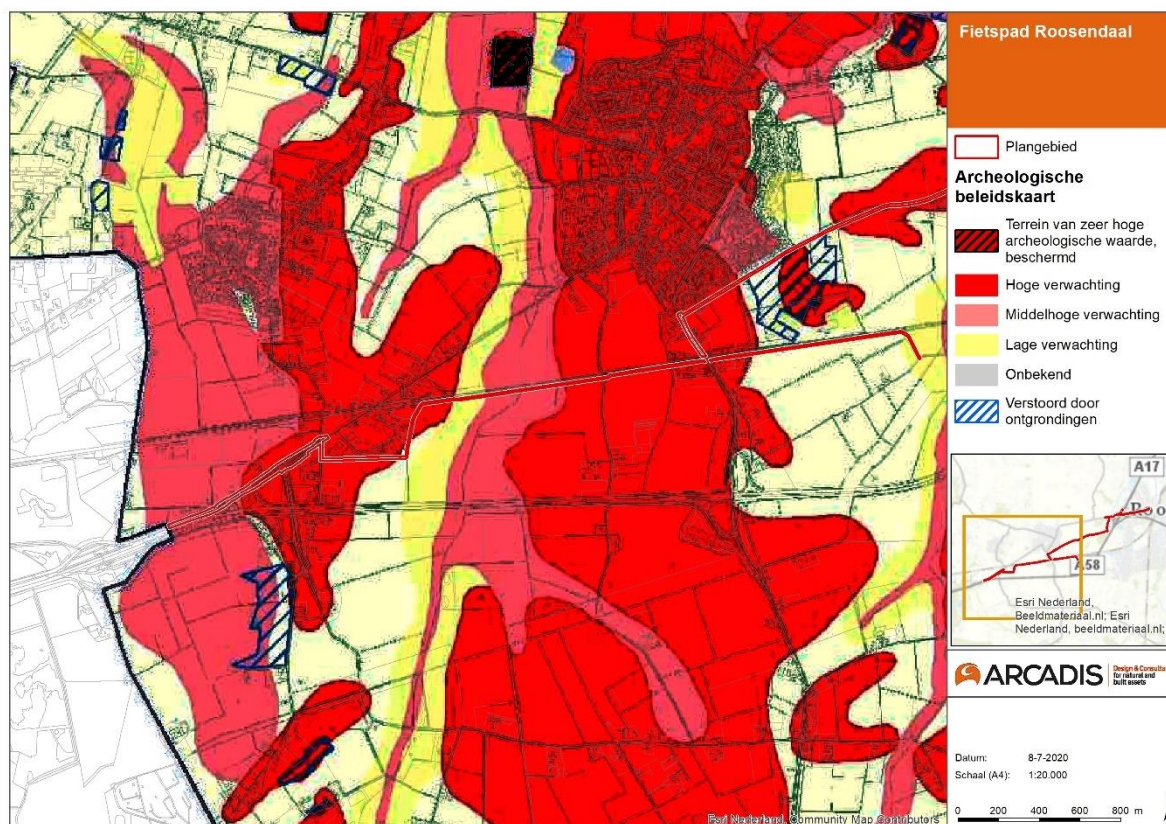 Fietspad Roosendaal
Plangebied
Archeologische
beleidskaart
Terrein van zeer hoge
archeologische waarde,
beschermd
Hoge verwachting
Middelhoge verwachting
Lage verwachting
Onbekend
Verstoord door
ontgrondingen
A17
Roo
A58
Esri Nederland,
Beeldmateriaal.nl; Esri
Nederland, beeldmateriaal.nl;
ARCADIS
Design & Consulta
for natural and
built assets
Datum: 8-7-2020
Schaal (A4): 1:20.000
0 200 400 600 800 m
Esri Nederland, Community Map Contributors